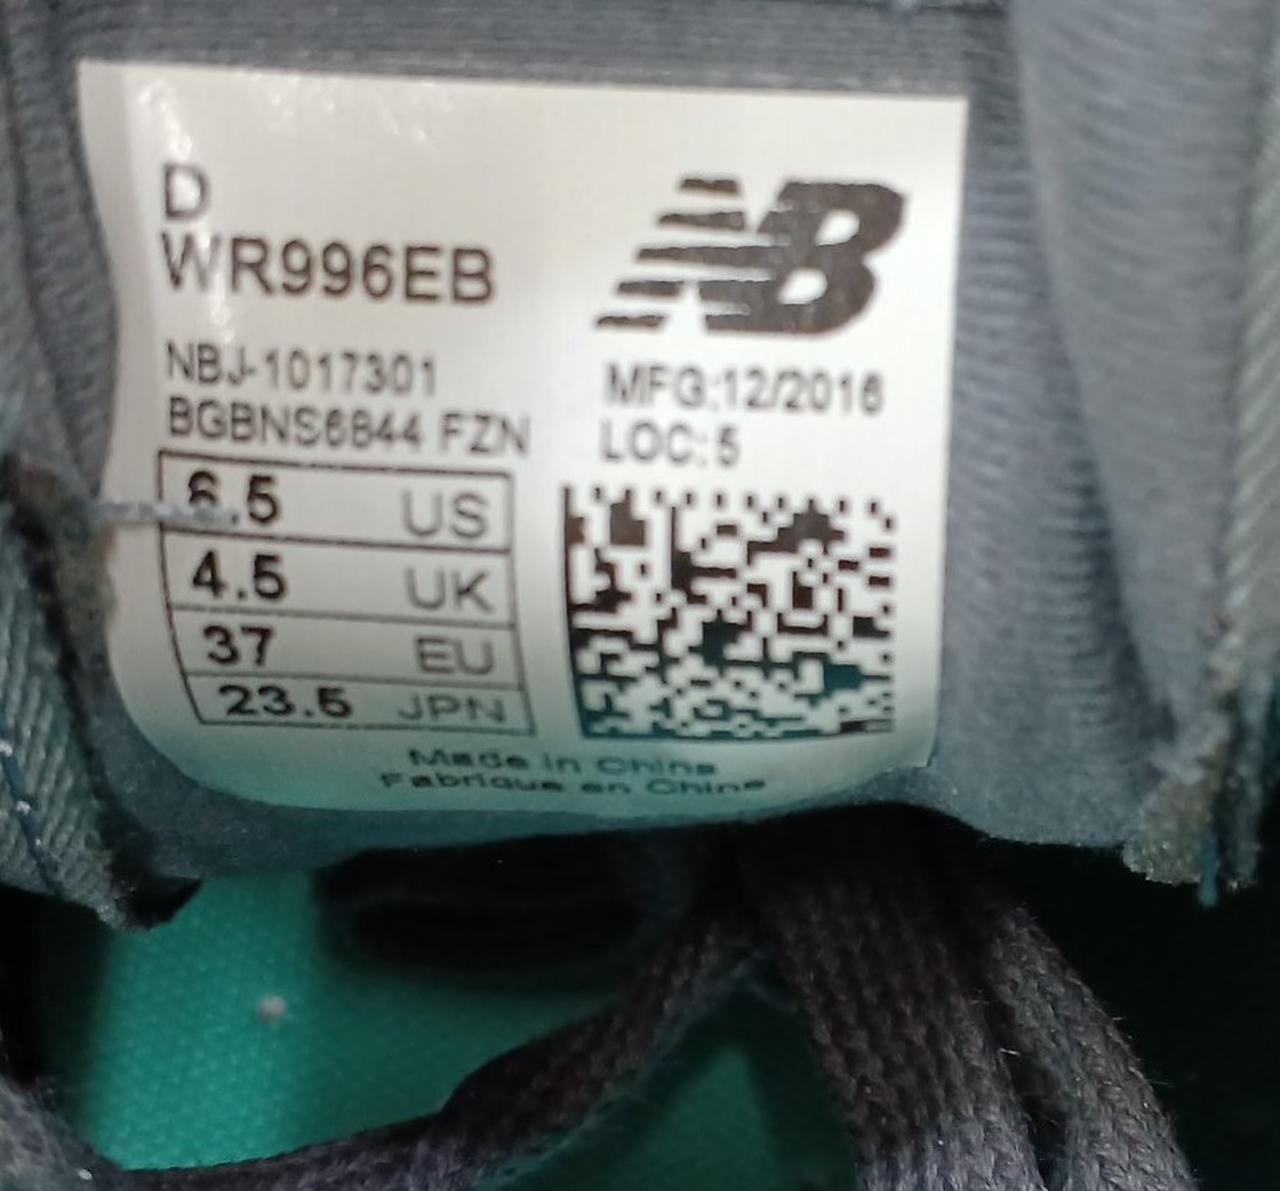 D
WR996EB
NB
NBJ-1017301
BGBNS6844 FZN
MFG:12/2016
LOC:5
6.5 US
4.5 UK
37 EU
23.5 JPN
Made in China
Fabrique en Chine